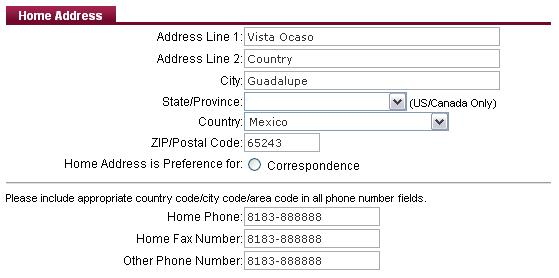 Home Address
Address Line 1: Vista Ocaso
Address Line 2: Country
City: Guadalupe
State/Province: (US/Canada Only)
Country: Mexico
ZIP/Postal Code: 65243
Home Address is Preference for: Correspondence
Please include appropriate country code/city code/area code in all phone number fields.
Home Phone: 8183-888888
Home Fax Number: 8183-888888
Other Phone Number: 8183-888888